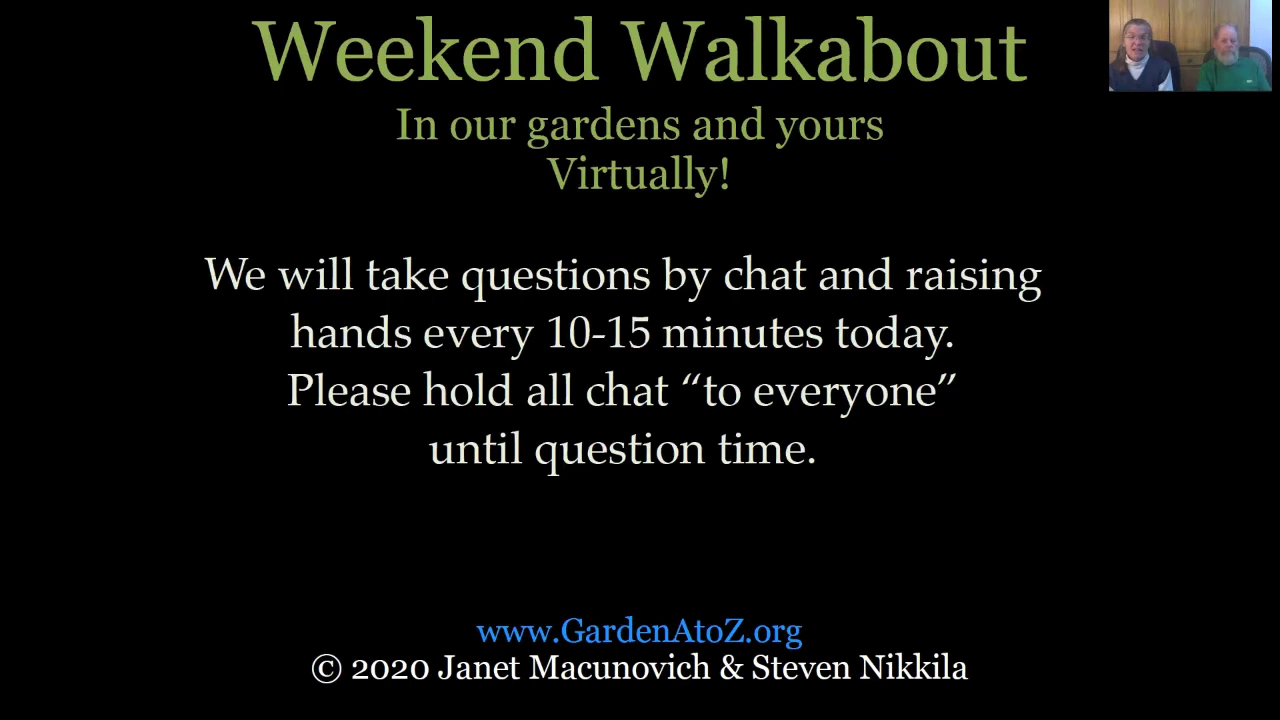 Weekend Walkabout
In our gardens and yours
Virtually!
We will take questions by chat and raising
hands every 10-15 minutes today.
Please hold all chat “to everyone”
until question time.
www.GardenAtoZ.org
© 2020 Janet Macunovich & Steven Nikkila